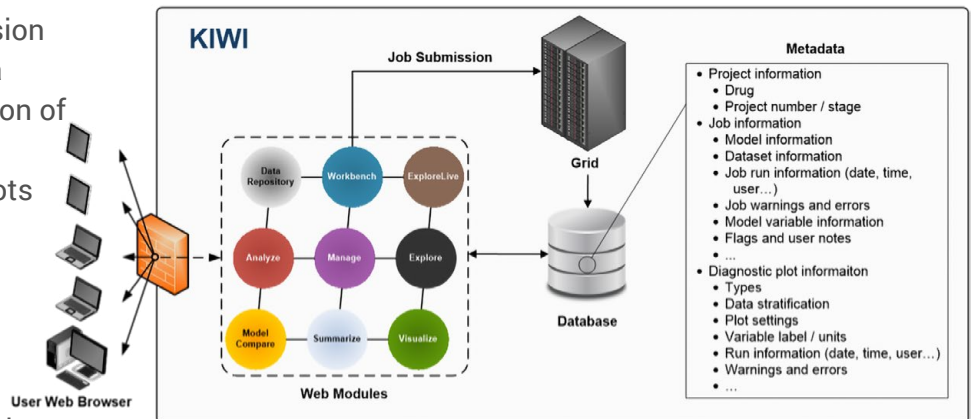 sion
on of
ots
KIWI
Job Submission
Grid
Database
Data
Repository
Workbench
ExploreLive
Analyze
Manage
Explore
Model
Compare
Summarize
Visualize
Web Modules
User Web Browser
Metadata
• Project information
• Drug
• Project number / stage
• Job information
• Model information
• Dataset information
• Job run information (date, time,
user...)
• Job warnings and errors
• Model variable information
• Flags and user notes
• ...
• Diagnostic plot informaiton
• Types
• Data stratification
• Plot settings
• Variable label / units
• Run information (date, time, user...)
• Warnings and errors
• ...